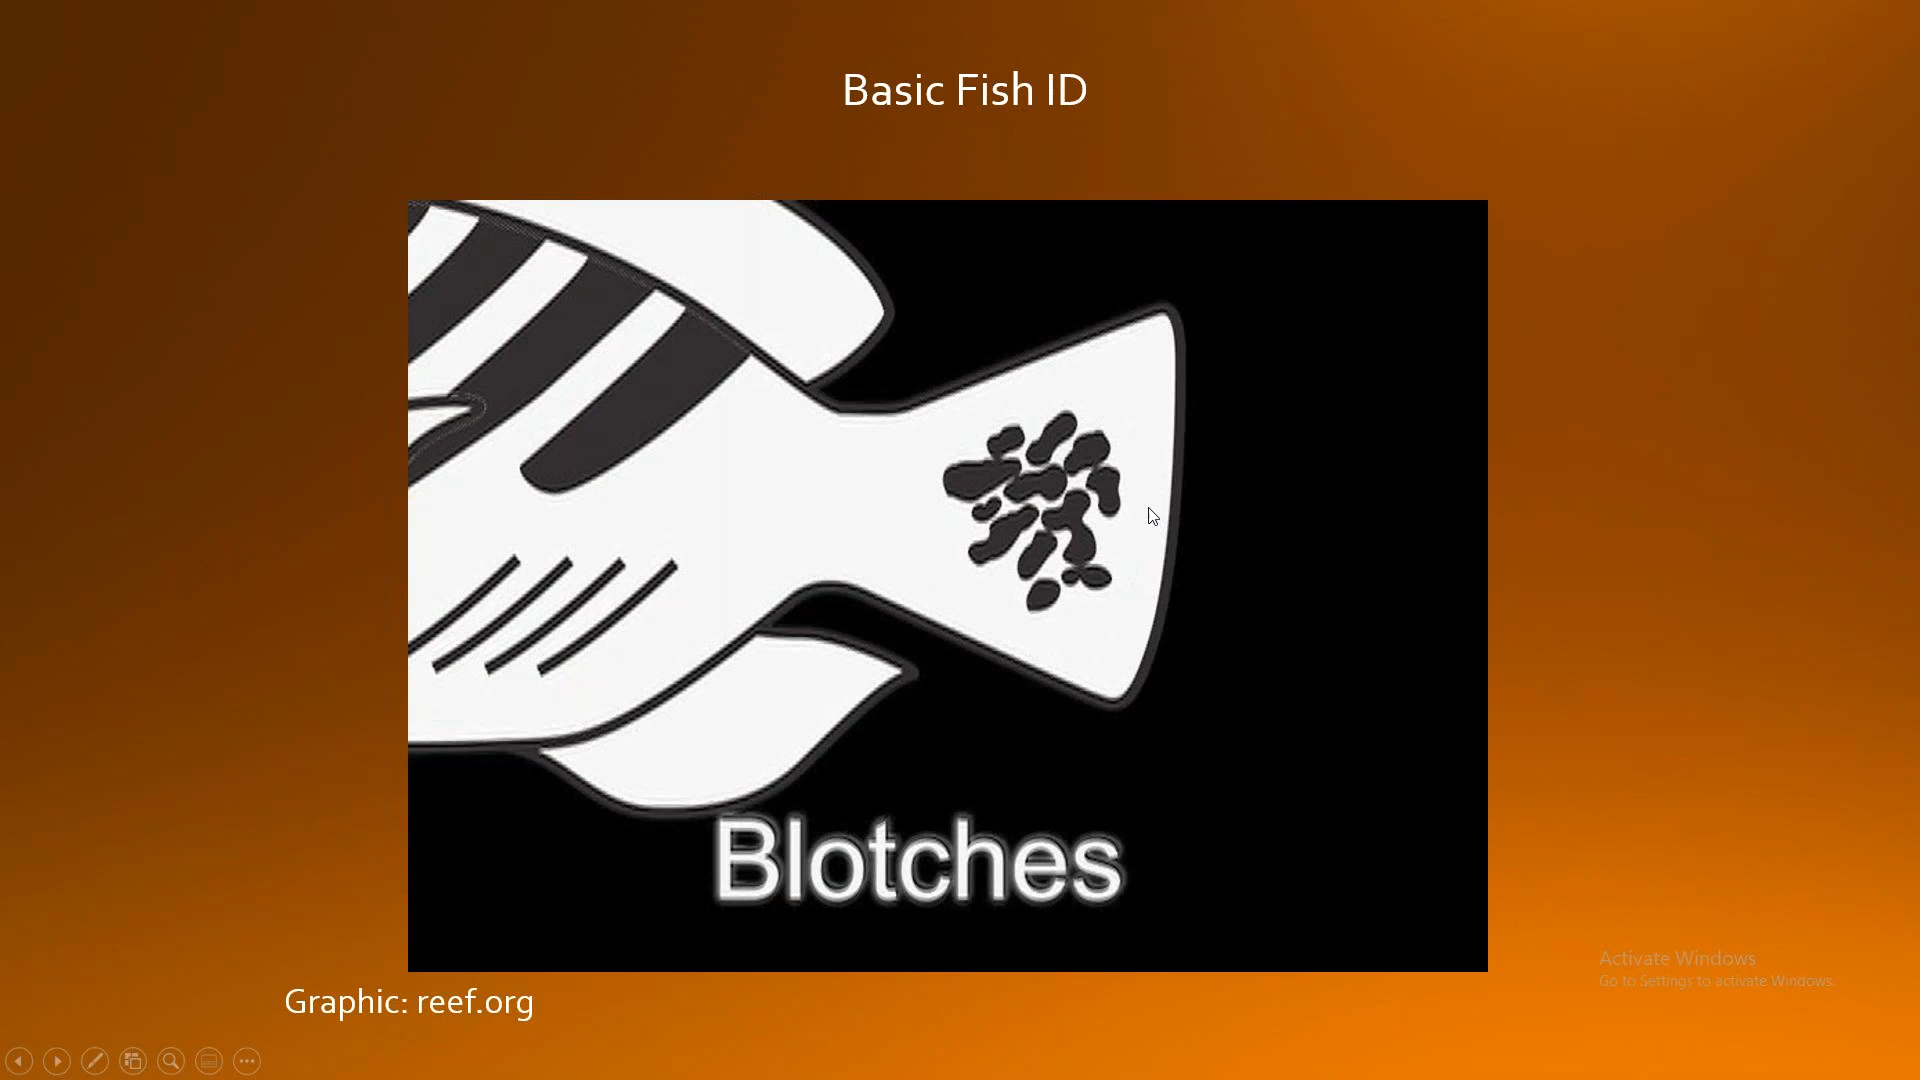 Basic Fish ID
Blotches
Activate Windows
Go to Settings to activate Windows.
Graphic: reef.org